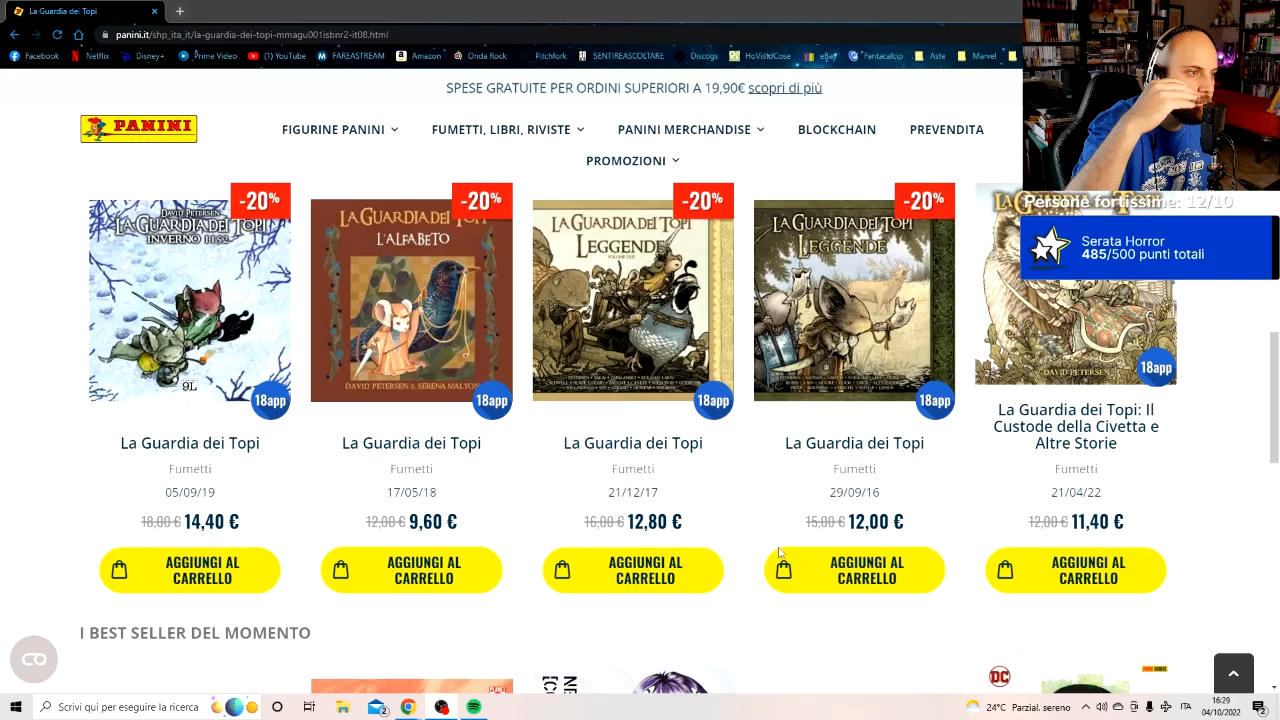 La Guardia dei Topi
panini.it/shp_ita_it/la-guardia-dei-topi-mmagu001isbnr2-it08.html
Facebook
Netflix
Disney+
Prime Video
(1) YouTube
FAREASTREAM
Amazon
Onda Rock
Pitchfork
SENTIREASCOLTARE
Discogs
HoVistoCose
eBay
Fantacalcio
Aste
Marvel
SPESE GRATUITE PER ORDINI SUPERIORI A 19,90€ scopri di più
PANINI
FIGURINE PANINI
FUMETTI, LIBRI, RIVISTE
PANINI MERCHANDISE
BLOCKCHAIN
PREVENDITA
PROMOZIONI
Persone fortissime: 12/10
Serata Horror
485/500 punti totali
-20%
-20%
-20%
-20%
DAVID PETERSEN
LA GUARDIA DEI TOPI
INVERNO 1152
9L
18app
LA GUARDIA DEI TOPI
L'ALFABETO
DAVID PETERSEN & SERENA MALYON
18app
LA GUARDIA DEI TOPI
LEGGENDE
VOLUME DUE
18app
LA GUARDIA DEI TOPI
LEGGENDE
18app
DAVID PETERSEN
18app
La Guardia dei Topi
Fumetti
05/09/19
18,00 € 14,40 €
AGGIUNGI AL
CARRELLO
La Guardia dei Topi
Fumetti
17/05/18
12,00 € 9,60 €
AGGIUNGI AL
CARRELLO
La Guardia dei Topi
Fumetti
21/12/17
16,00 € 12,80 €
AGGIUNGI AL
CARRELLO
La Guardia dei Topi
Fumetti
29/09/16
15,00 € 12,00 €
AGGIUNGI AL
CARRELLO
La Guardia dei Topi: Il
Custode della Civetta e
Altre Storie
Fumetti
21/04/22
12,00 € 11,40 €
AGGIUNGI AL
CARRELLO
I BEST SELLER DEL MOMENTO
DC
Scrivi qui per eseguire la ricerca
24°C Parzial. sereno
ITA
16:29
04/10/2022